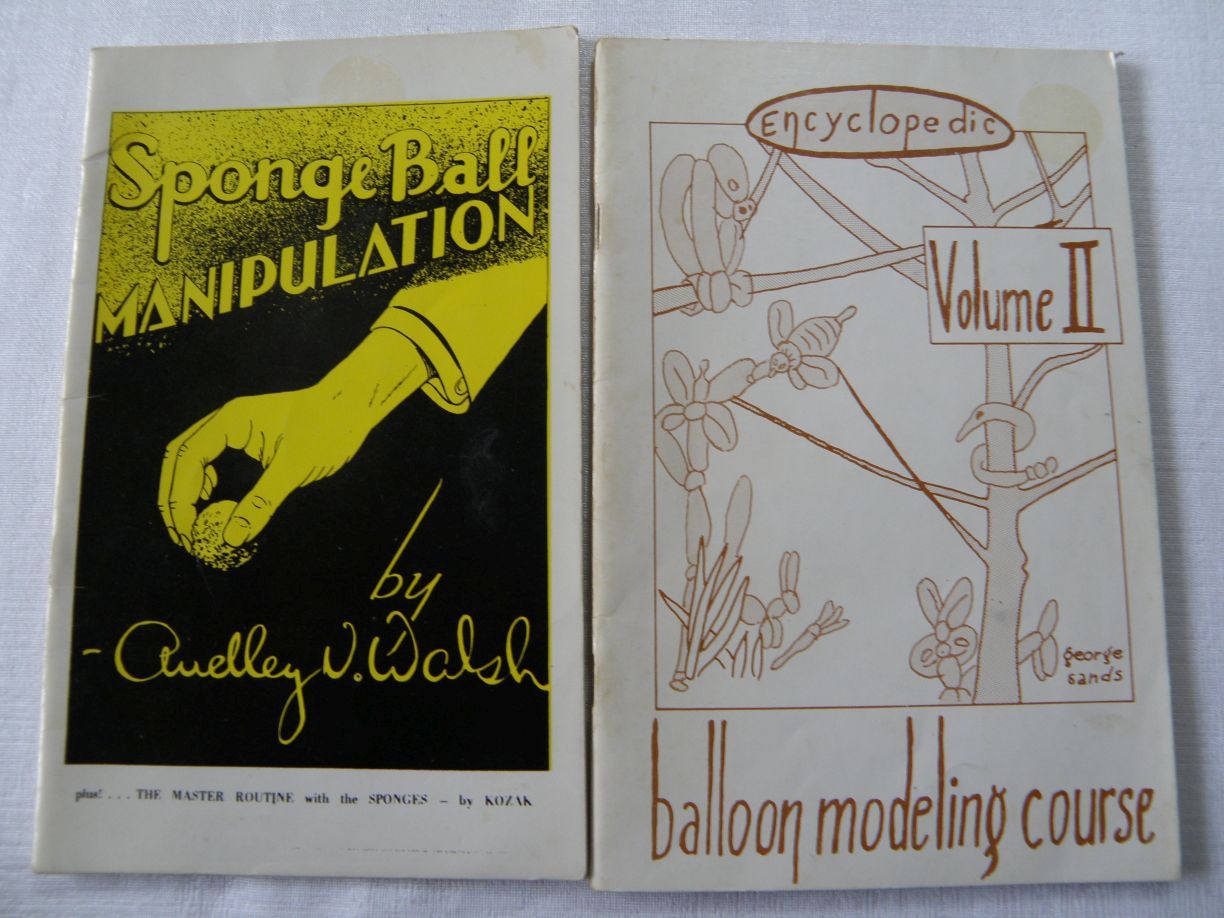 Sponge Ball
MANIPULATION
by
Audley V. Walsh
plus! . . . THE MASTER ROUTINE with the SPONGES – by KOZAK
Encyclopedic
Volume II
george
sands
balloon modeling course